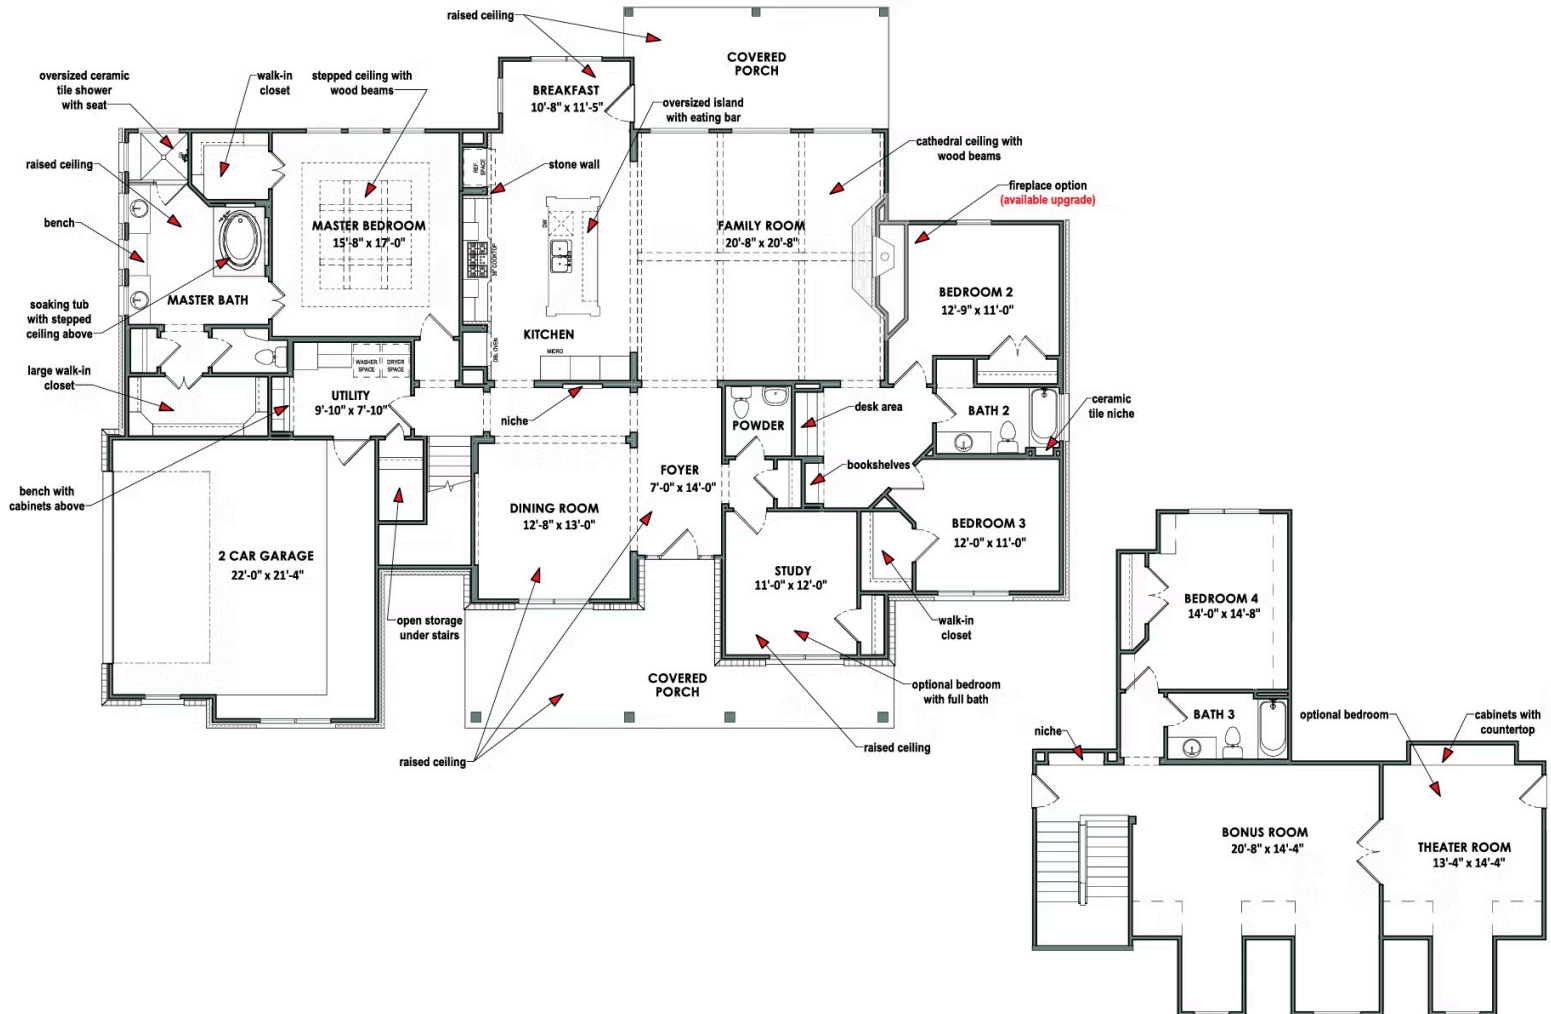 raised ceiling
COVERED
PORCH
oversized ceramic
tile shower
with seat
walk-in
closet
stepped ceiling with
wood beams
BREAKFAST
10'-8" x 11'-5"
oversized island
with eating bar
cathedral ceiling with
wood beams
raised ceiling
REF.
SPACE
stone wall
fireplace option
(available upgrade)
bench
MASTER BEDROOM
15'-8" x 17'-0"
DW
36" COOKTOP
FAMILY ROOM
20'-8" x 20'-8"
MASTER BATH
BEDROOM 2
12'-9" x 11'-0"
soaking tub
with stepped
ceiling above
KITCHEN
DBL OVEN
MICRO
WASHER
SPACE
DRYER
SPACE
large walk-in
closet
UTILITY
9'-10" x 7'-10"
niche
POWDER
desk area
BATH 2
ceramic
tile niche
bookshelves
FOYER
7'-0" x 14'-0"
bench with
cabinets above
DINING ROOM
12'-8" x 13'-0"
BEDROOM 3
12'-0" x 11'-0"
2 CAR GARAGE
22'-0" x 21'-4"
STUDY
11'-0" x 12'-0"
open storage
under stairs
walk-in
closet
BEDROOM 4
14'-0" x 14'-8"
COVERED
PORCH
optional bedroom
with full bath
raised ceiling
raised ceiling
BATH 3
optional bedroom
cabinets with
countertop
niche
BONUS ROOM
20'-8" x 14'-4"
THEATER ROOM
13'-4" x 14'-4"